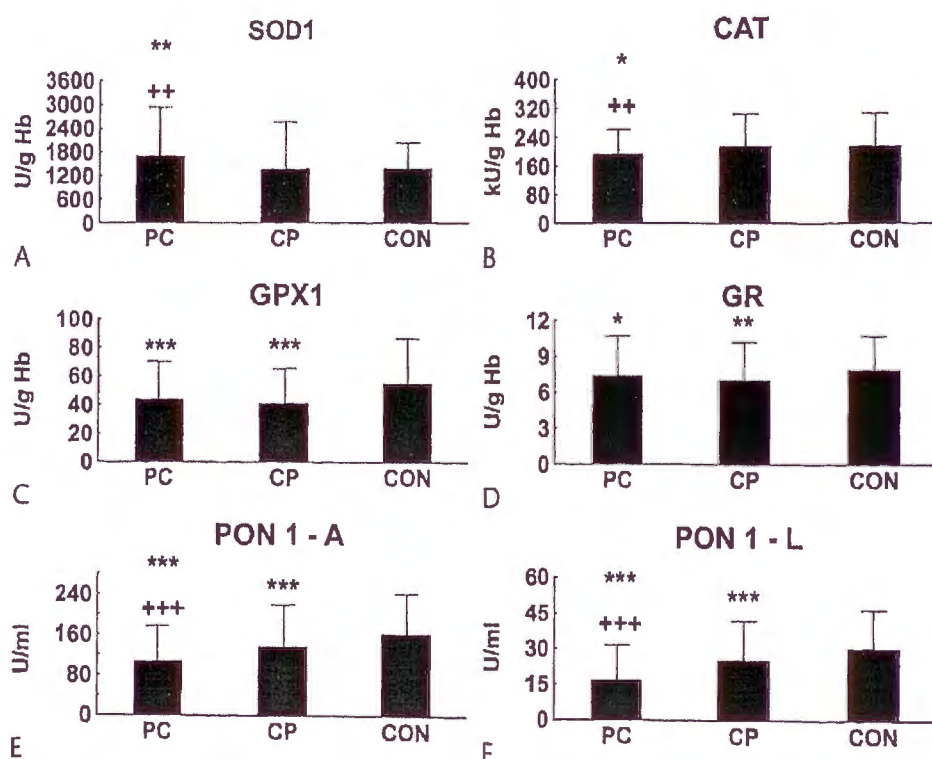 SOD1
**
++
3600
3000
2400
1800
1200
600
0
U/g Hb
PC
CP
CON
A
CAT
*
++
400
320
240
160
80
0
kU/g Hb
PC
CP
CON
B
GPX1
***
***
100
80
60
40
20
0
U/g Hb
PC
CP
CON
C
GR
*
**
12
9
6
3
0
U/g Hb
PC
CP
CON
D
PON 1 - A
***
+++
***
240
160
80
0
U/ml
PC
CP
CON
E
PON 1 - L
***
+++
***
60
45
30
15
0
U/ml
PC
CP
CON
F